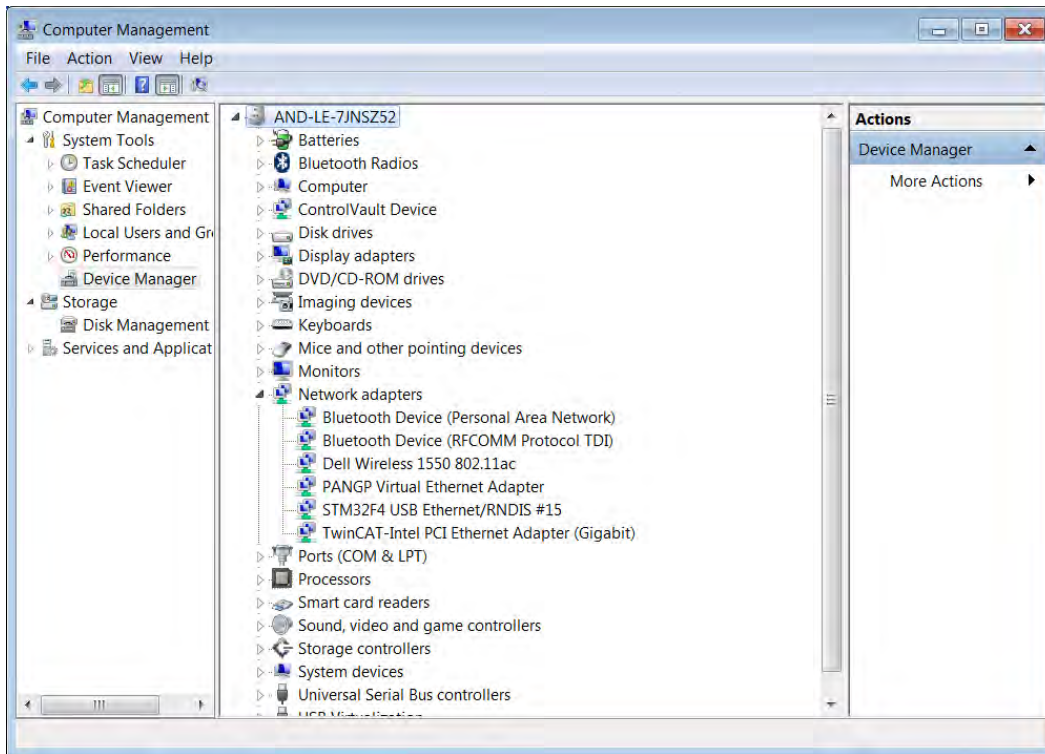 Computer Management
File Action View Help
Computer Management
System Tools
Task Scheduler
Event Viewer
Shared Folders
Local Users and Gr
Performance
Device Manager
Storage
Disk Management
Services and Applicat
AND-LE-7JNSZ52
Batteries
Bluetooth Radios
Computer
ControlVault Device
Disk drives
Display adapters
DVD/CD-ROM drives
Imaging devices
Keyboards
Mice and other pointing devices
Monitors
Network adapters
Bluetooth Device (Personal Area Network)
Bluetooth Device (RFCOMM Protocol TDI)
Dell Wireless 1550 802.11ac
PANGP Virtual Ethernet Adapter
STM32F4 USB Ethernet/RNDIS #15
TwinCAT-Intel PCI Ethernet Adapter (Gigabit)
Ports (COM & LPT)
Processors
Smart card readers
Sound, video and game controllers
Storage controllers
System devices
Universal Serial Bus controllers
USB Virtualization
Actions
Device Manager
More Actions